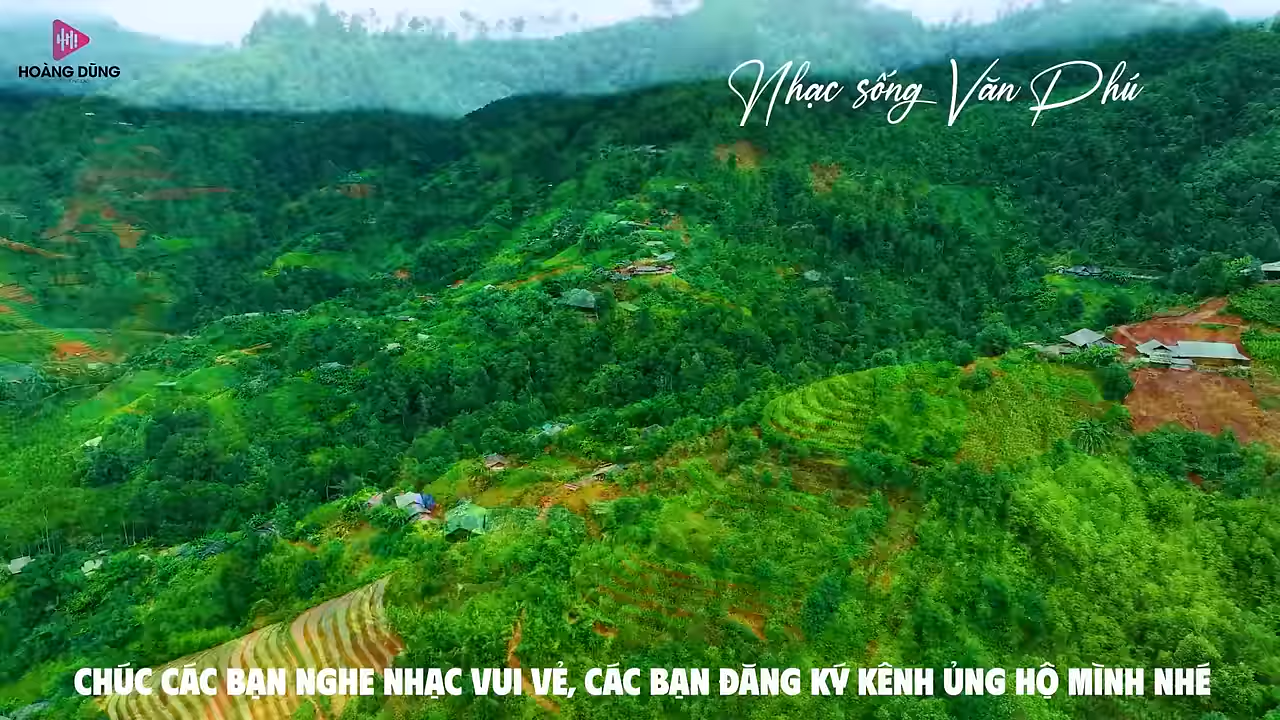 HOÀNG DŨNG
Nhạc sống Văn Phú
CHÚC CÁC BẠN NGHE NHẠC VUI VẺ, CÁC BẠN ĐĂNG KÝ KÊNH ỦNG HỘ MÌNH NHÉ